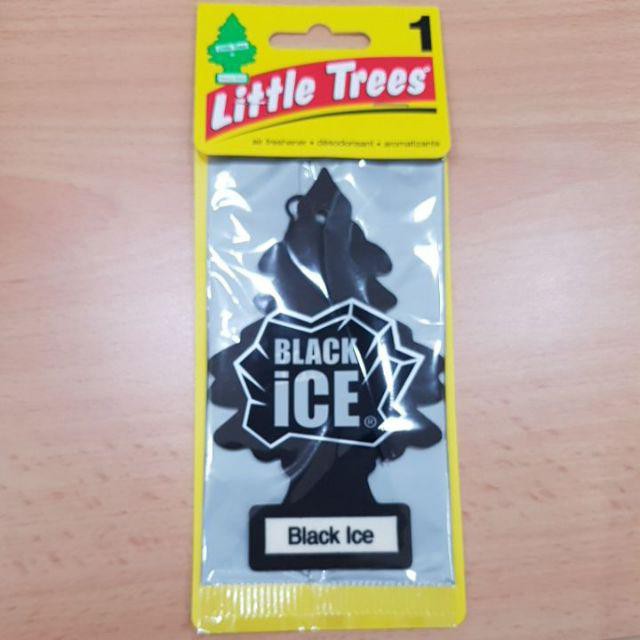 1
Little Trees
air freshener • désodorisant • aromatizante
BLACK
iCE®
Black Ice